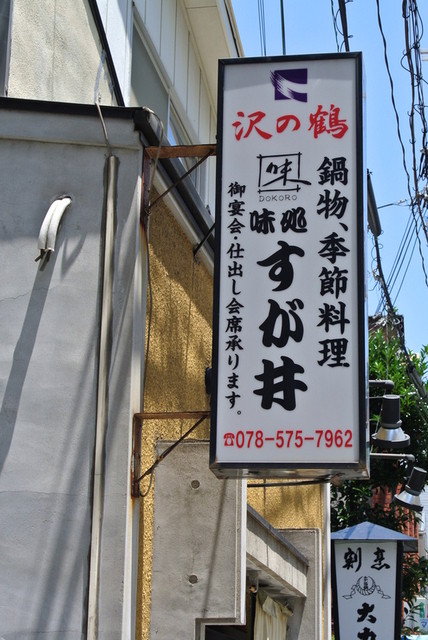 沢の鶴
鍋物、季節料理
味
DOKORO
味処
すが井
御宴会・仕出し会席承ります。
☎078-575-7962
割烹
大